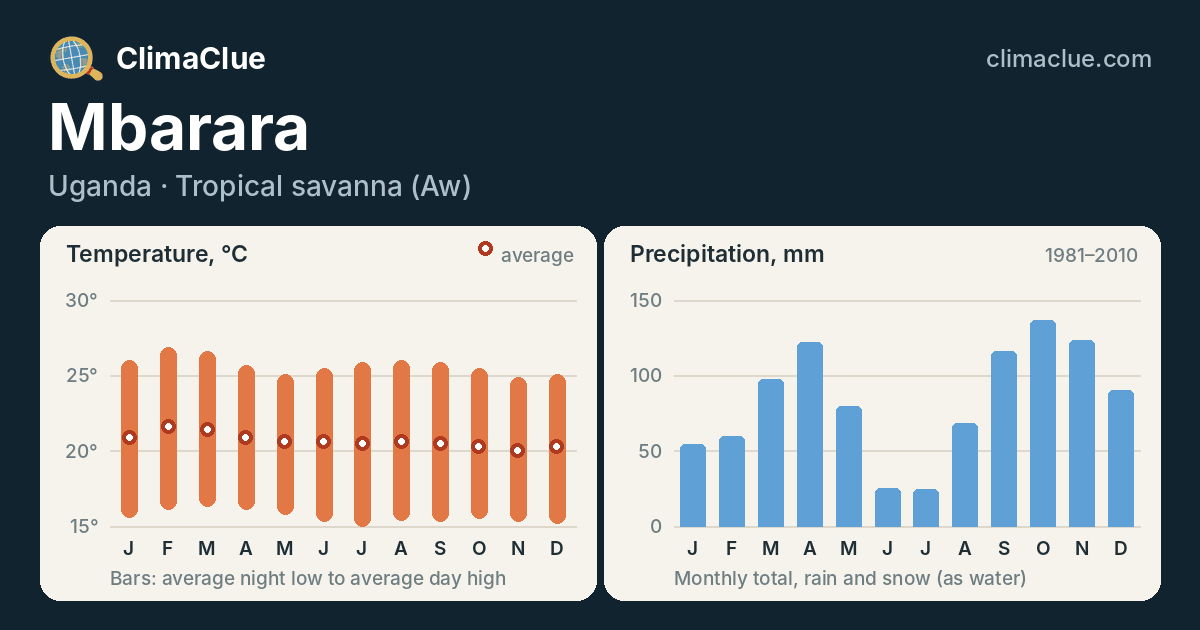 ClimaClue
climaclue.com
Mbarara
Uganda · Tropical savanna (Aw)
Temperature, °C
average
30°
25°
20°
15°
J F M A M J J A S O N D
Bars: average night low to average day high
Precipitation, mm
1981–2010
150
100
50
0
J F M A M J J A S O N D
Monthly total, rain and snow (as water)